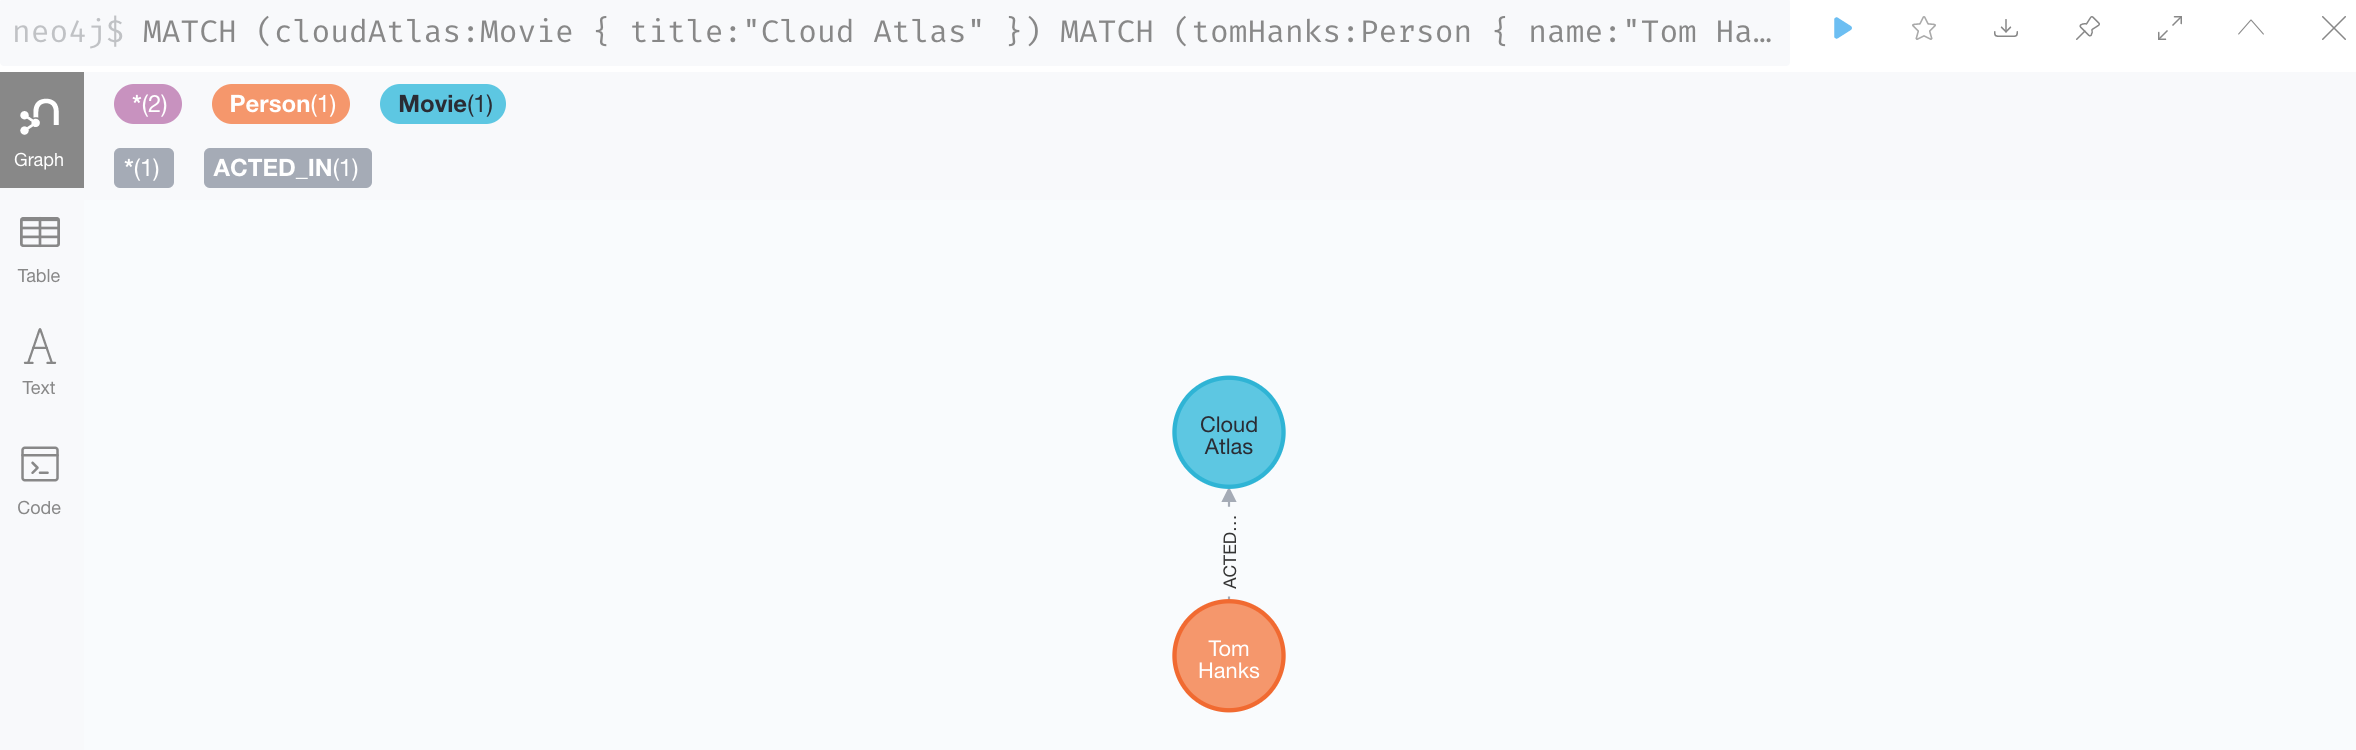 neo4j$ MATCH (cloudAtlas:Movie { title:"Cloud Atlas" }) MATCH (tomHanks:Person { name:"Tom Ha…
*(2) Person(1) Movie(1)
*(1) ACTED_IN(1)
Graph
Table
Text
Code
Cloud
Atlas
ACTED…
Tom
Hanks